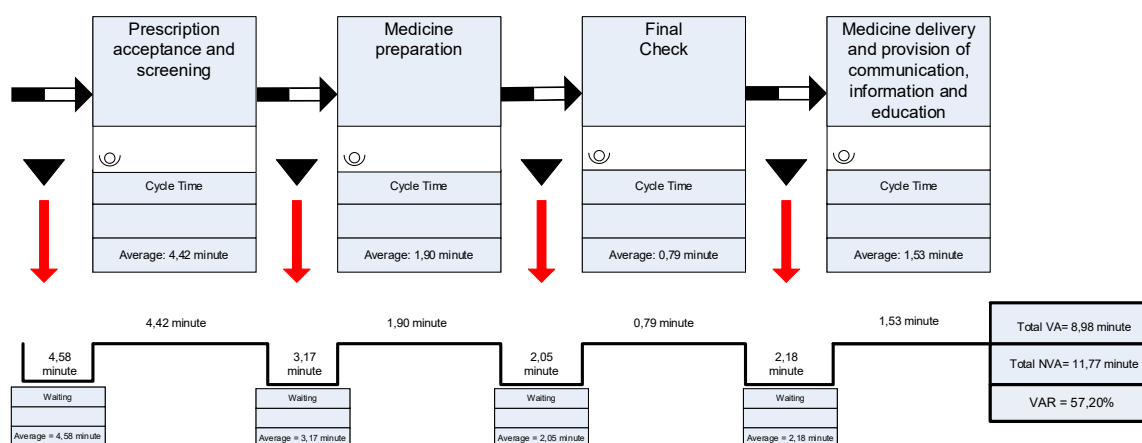 Prescription
acceptance and
screening
Medicine
preparation
Final
Check
Medicine delivery
and provision of
communication,
information and
education
Cycle Time
Cycle Time
Cycle Time
Cycle Time
Average: 4,42 minute
Average: 1,90 minute
Average: 0,79 minute
Average: 1,53 minute
4,42 minute
1,90 minute
0,79 minute
1,53 minute
Total VA= 8,98 minute
4,58
minute
3,17
minute
2,05
minute
2,18
minute
Total NVA= 11,77 minute
Waiting
Waiting
Waiting
Waiting
VAR = 57,20%
Average = 4,58 minute
Average = 3,17 minute
Average = 2,05 minute
Average = 2,18 minute